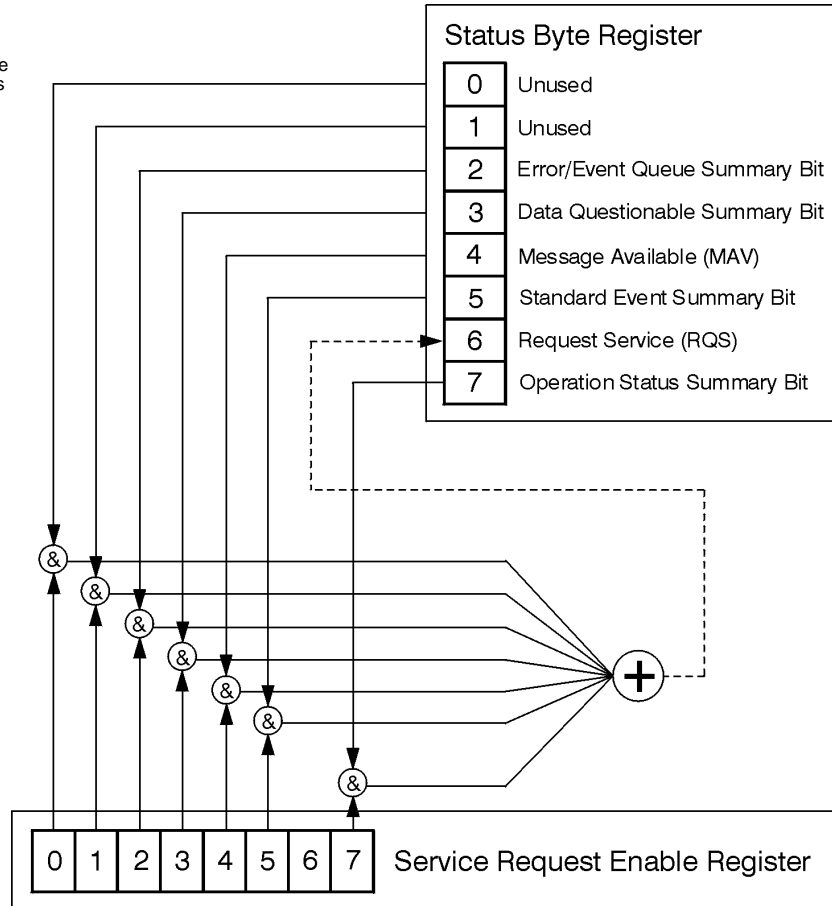 e
s
Status Byte Register
0 Unused
1 Unused
2 Error/Event Queue Summary Bit
3 Data Questionable Summary Bit
4 Message Available (MAV)
5 Standard Event Summary Bit
6 Request Service (RQS)
7 Operation Status Summary Bit
&
&
&
&
&
&
+
&
0 1 2 3 4 5 6 7 Service Request Enable Register